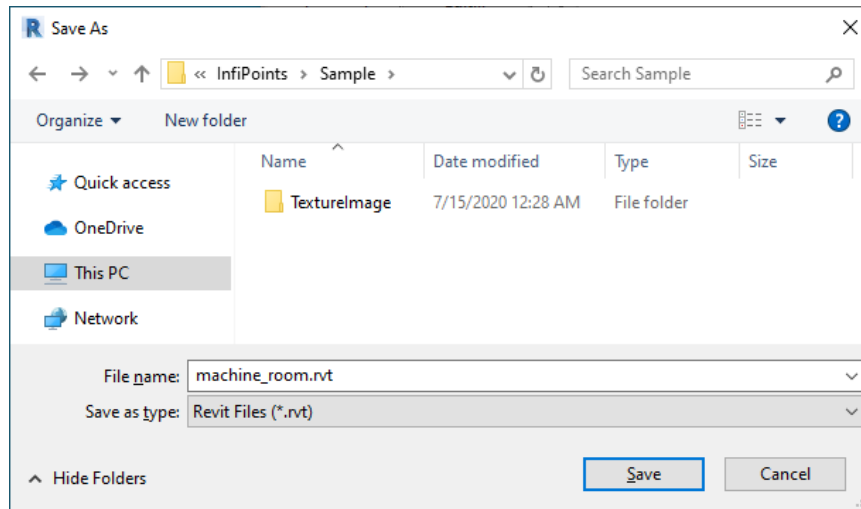 R Save As
« InfiPoints › Sample › Search Sample
Organize New folder ?
Name Date modified Type Size
Quick access
TextureImage 7/15/2020 12:28 AM File folder
OneDrive
This PC
Network
File name: machine_room.rvt
Save as type: Revit Files (*.rvt)
Hide Folders Save Cancel